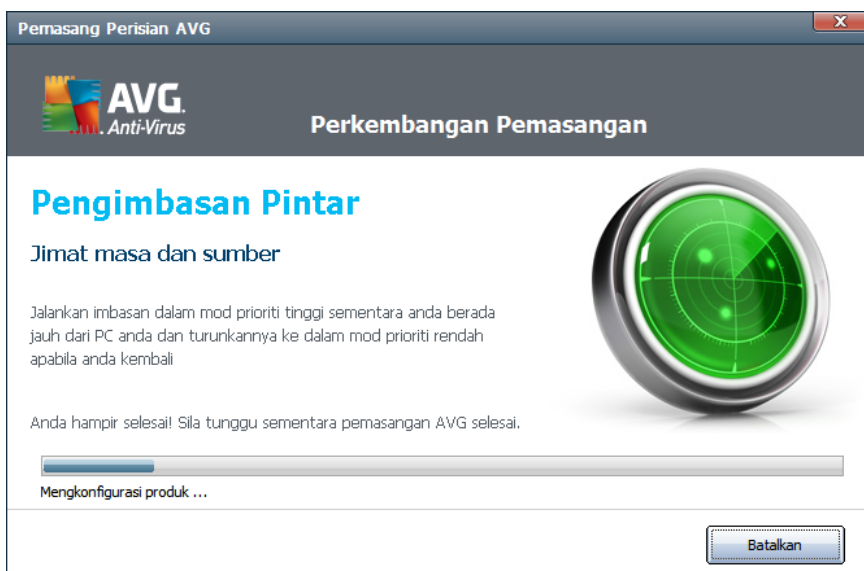 Pemasang Perisian AVG
AVG.
Anti-Virus
Perkembangan Pemasangan
Pengimbasan Pintar
Jimat masa dan sumber
Jalankan imbasan dalam mod prioriti tinggi sementara anda berada
jauh dari PC anda dan turunkannya ke dalam mod prioriti rendah
apabila anda kembali
Anda hampir selesai! Sila tunggu sementara pemasangan AVG selesai.
Mengkonfigurasi produk ...
Batalkan